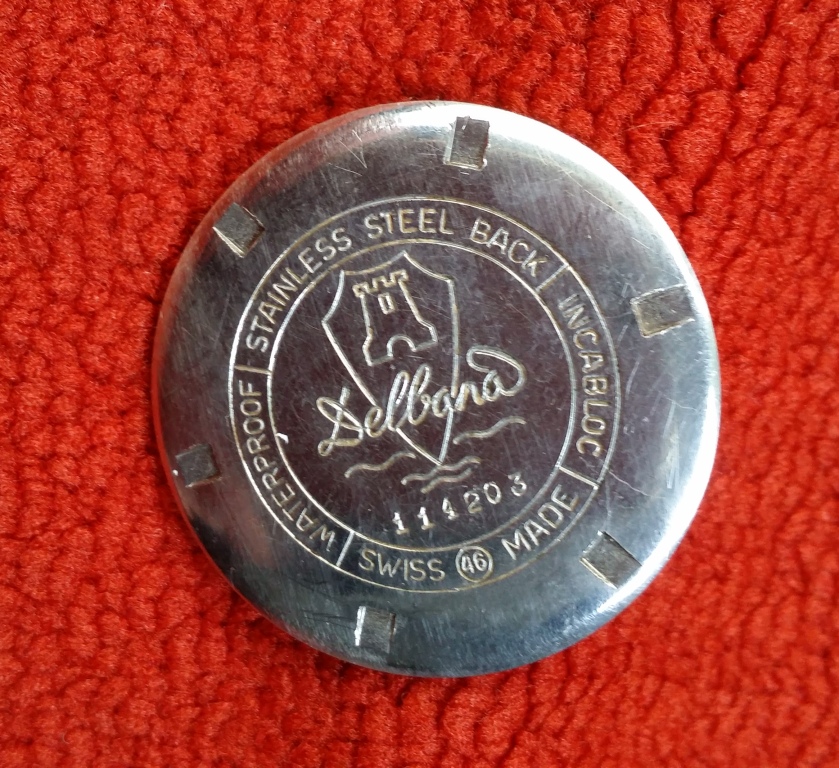 STAINLESS STEEL BACK
INCABLOC
Delbana
114203
WATERPROOF
SWISS 46 MADE